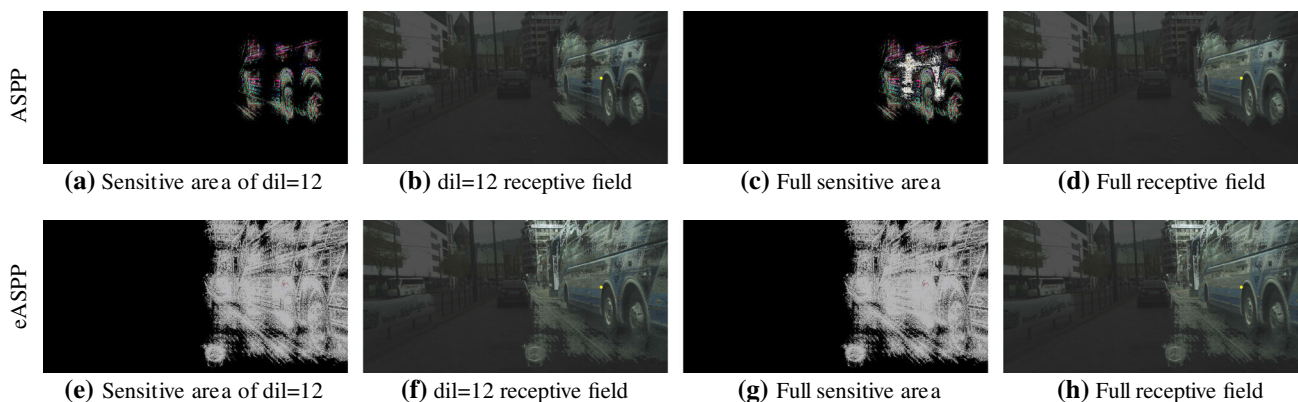 ASPP
(a) Sensitive area of dil=12
(b) dil=12 receptive field
(c) Full sensitive area
(d) Full receptive field
eASPP
(e) Sensitive area of dil=12
(f) dil=12 receptive field
(g) Full sensitive area
(h) Full receptive field